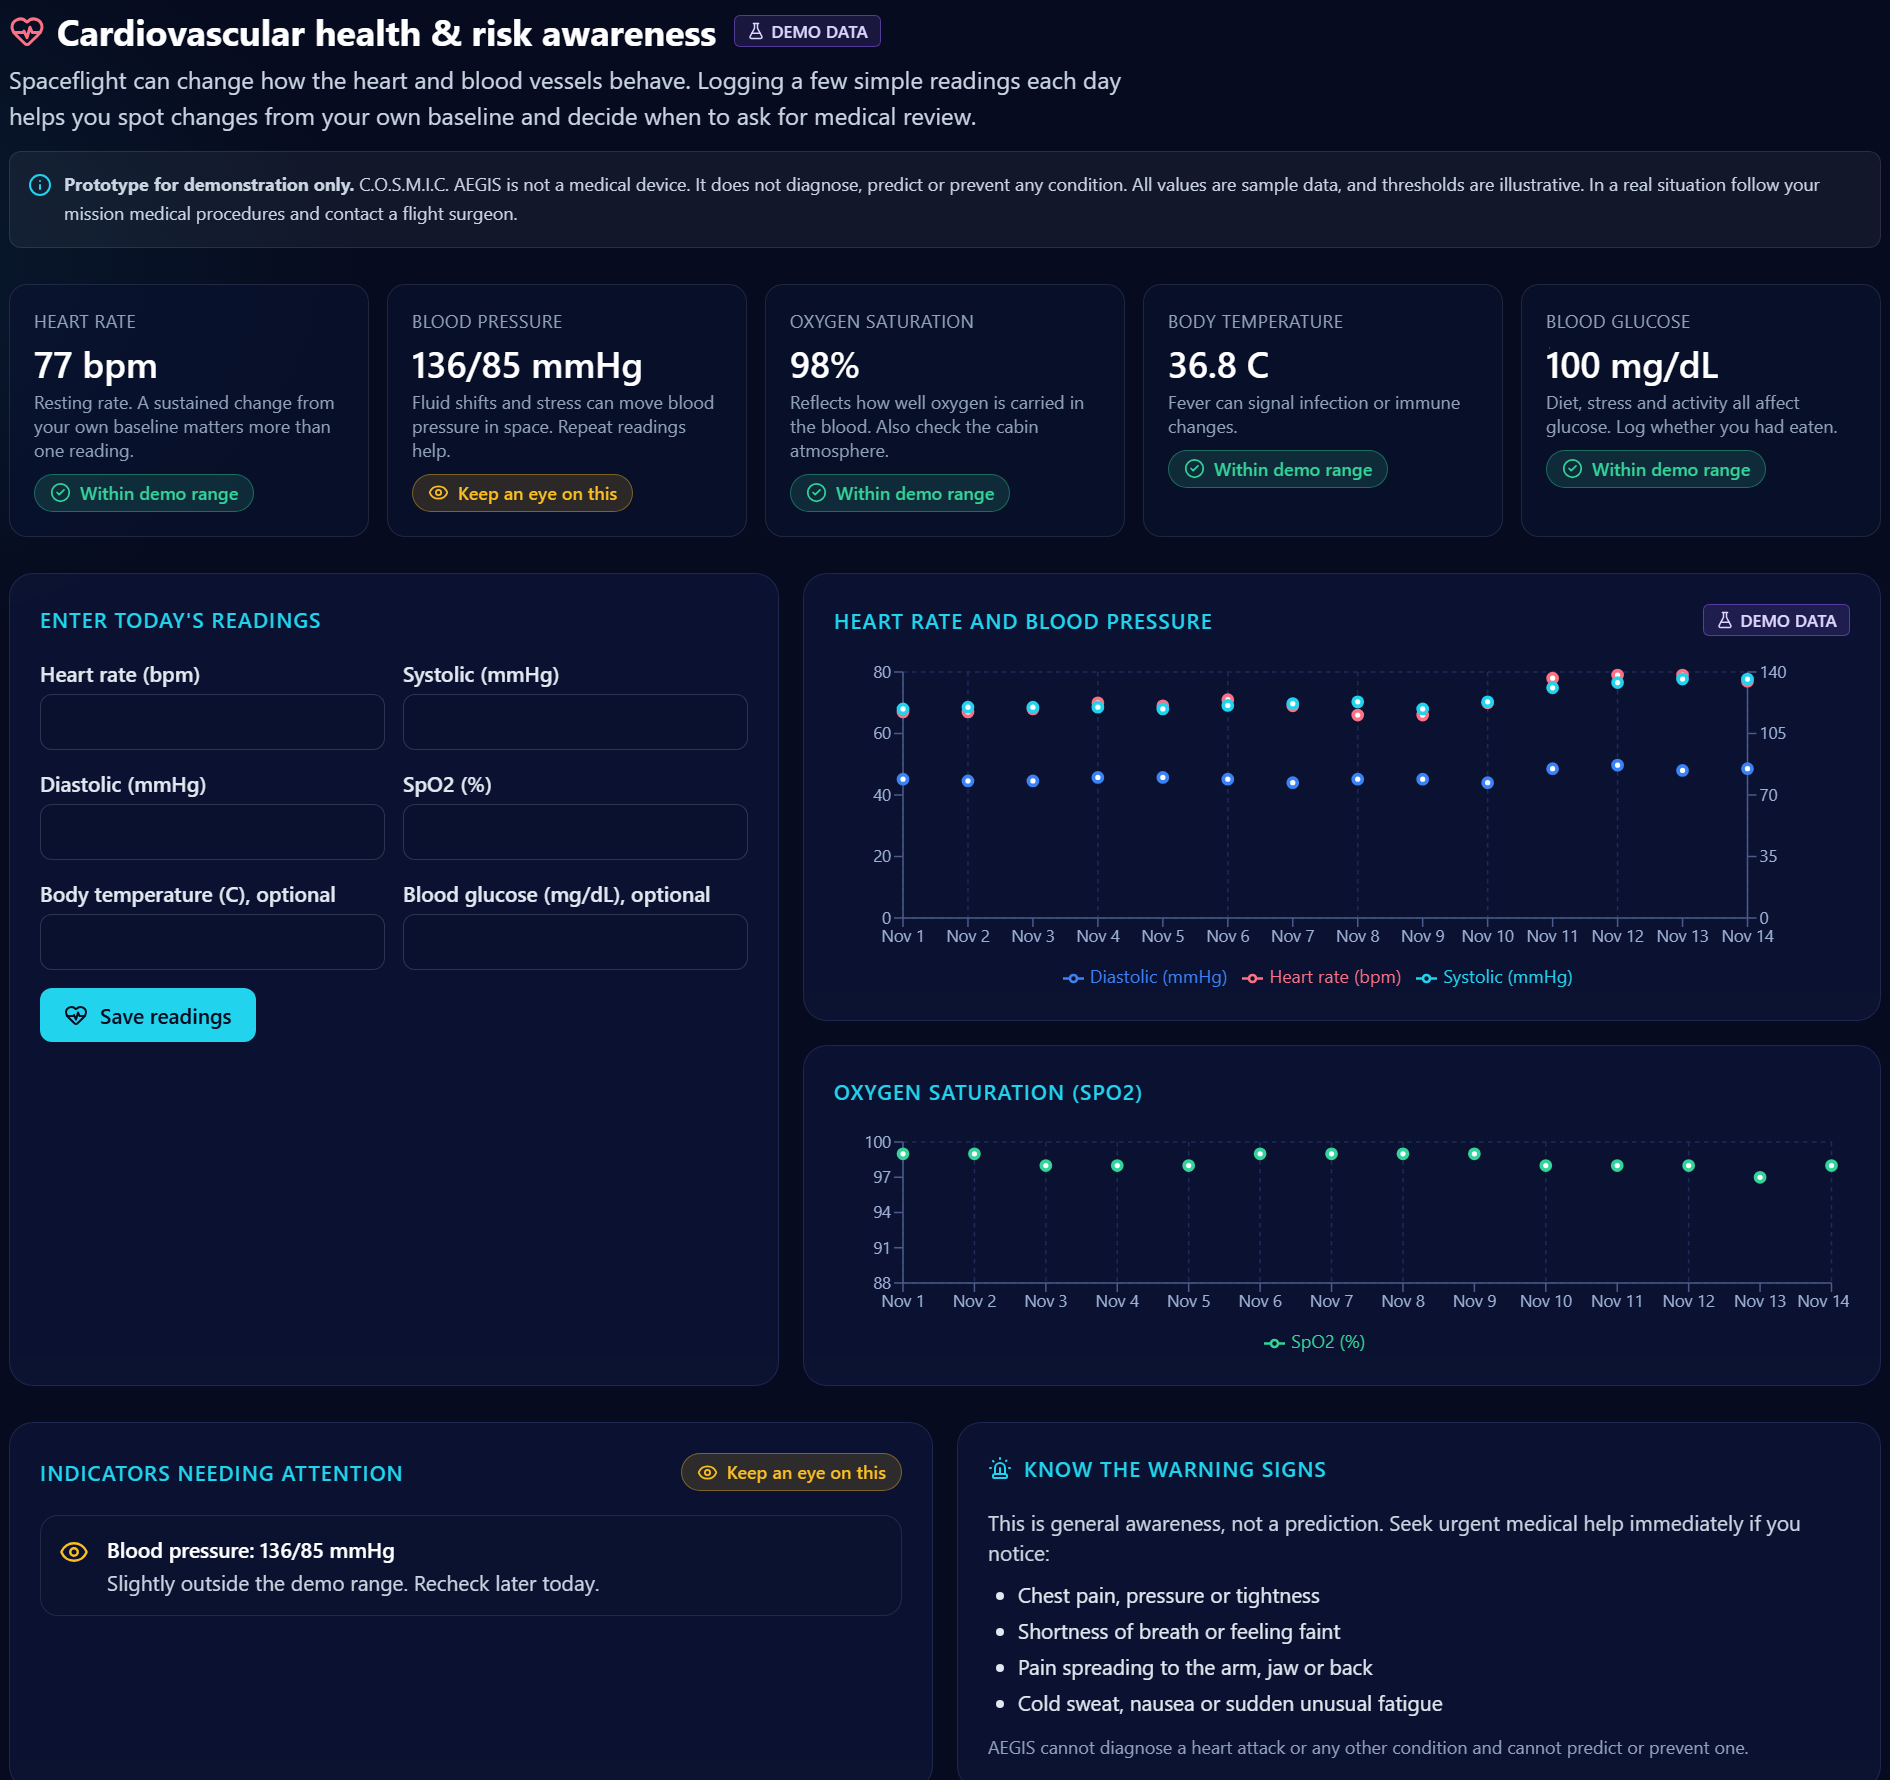 Cardiovascular health & risk awareness
DEMO DATA
Spaceflight can change how the heart and blood vessels behave. Logging a few simple readings each day
helps you spot changes from your own baseline and decide when to ask for medical review.
Prototype for demonstration only. C.O.S.M.I.C. AEGIS is not a medical device. It does not diagnose, predict or prevent any condition. All values are sample data, and thresholds are illustrative. In a real situation follow your
mission medical procedures and contact a flight surgeon.
HEART RATE
77 bpm
Resting rate. A sustained change from
your own baseline matters more than
one reading.
Within demo range
BLOOD PRESSURE
136/85 mmHg
Fluid shifts and stress can move blood
pressure in space. Repeat readings
help.
Keep an eye on this
OXYGEN SATURATION
98%
Reflects how well oxygen is carried in
the blood. Also check the cabin
atmosphere.
Within demo range
BODY TEMPERATURE
36.8 C
Fever can signal infection or immune
changes.
Within demo range
BLOOD GLUCOSE
100 mg/dL
Diet, stress and activity all affect
glucose. Log whether you had eaten.
Within demo range
ENTER TODAY'S READINGS
Heart rate (bpm)
Systolic (mmHg)
Diastolic (mmHg)
SpO2 (%)
Body temperature (C), optional
Blood glucose (mg/dL), optional
Save readings
HEART RATE AND BLOOD PRESSURE
DEMO DATA
80 140
60 105
40 70
20 35
0 0
Nov 1 Nov 2 Nov 3 Nov 4 Nov 5 Nov 6 Nov 7 Nov 8 Nov 9 Nov 10 Nov 11 Nov 12 Nov 13 Nov 14
Diastolic (mmHg) Heart rate (bpm) Systolic (mmHg)
OXYGEN SATURATION (SPO2)
100
97
94
91
88
Nov 1 Nov 2 Nov 3 Nov 4 Nov 5 Nov 6 Nov 7 Nov 8 Nov 9 Nov 10 Nov 11 Nov 12 Nov 13 Nov 14
SpO2 (%)
INDICATORS NEEDING ATTENTION
Keep an eye on this
Blood pressure: 136/85 mmHg
Slightly outside the demo range. Recheck later today.
KNOW THE WARNING SIGNS
This is general awareness, not a prediction. Seek urgent medical help immediately if you
notice:
Chest pain, pressure or tightness
Shortness of breath or feeling faint
Pain spreading to the arm, jaw or back
Cold sweat, nausea or sudden unusual fatigue
AEGIS cannot diagnose a heart attack or any other condition and cannot predict or prevent one.